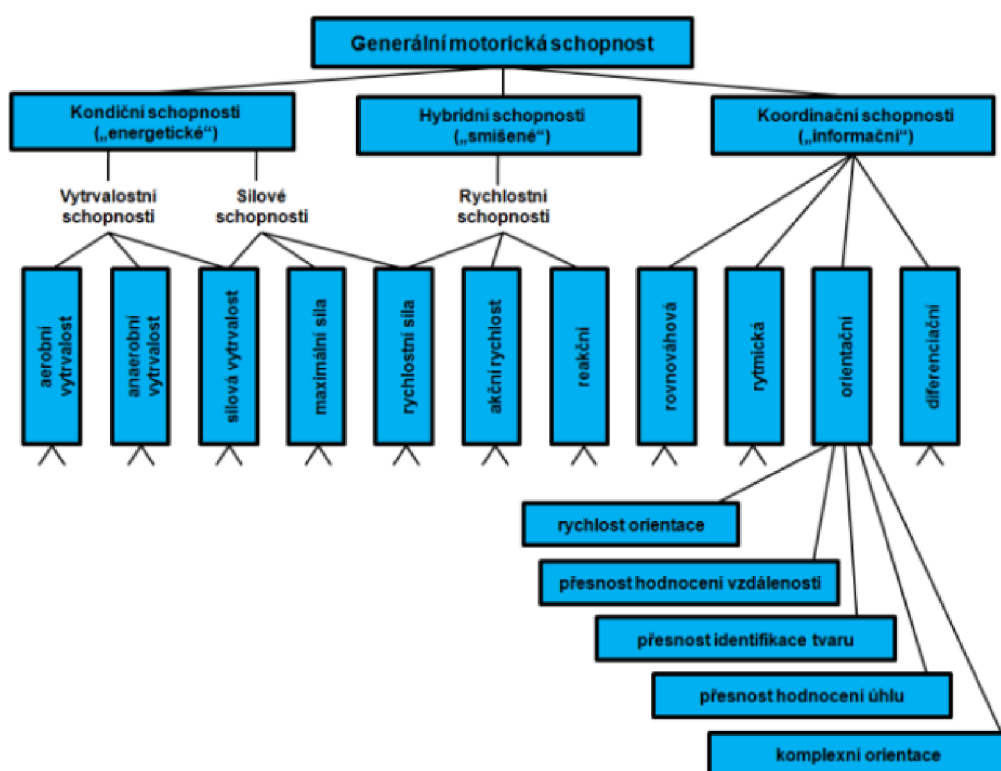 Generální motorická schopnost
Kondiční schopnosti
(„energetické“)
Hybridní schopnosti
(„smíšené“)
Koordinační schopnosti
(„informační“)
Vytrvalostní
schopnosti
Silové
schopnosti
Rychlostní
schopnosti
aerobní
vytrvalost
anaerobní
vytrvalost
silová vytrvalost
maximální síla
rychlostní síla
akční rychlost
reakční
rovnováhová
rytmická
orientační
diferenciační
rychlost orientace
přesnost hodnocení vzdálenosti
přesnost identifikace tvaru
přesnost hodnocení úhlu
komplexní orientace